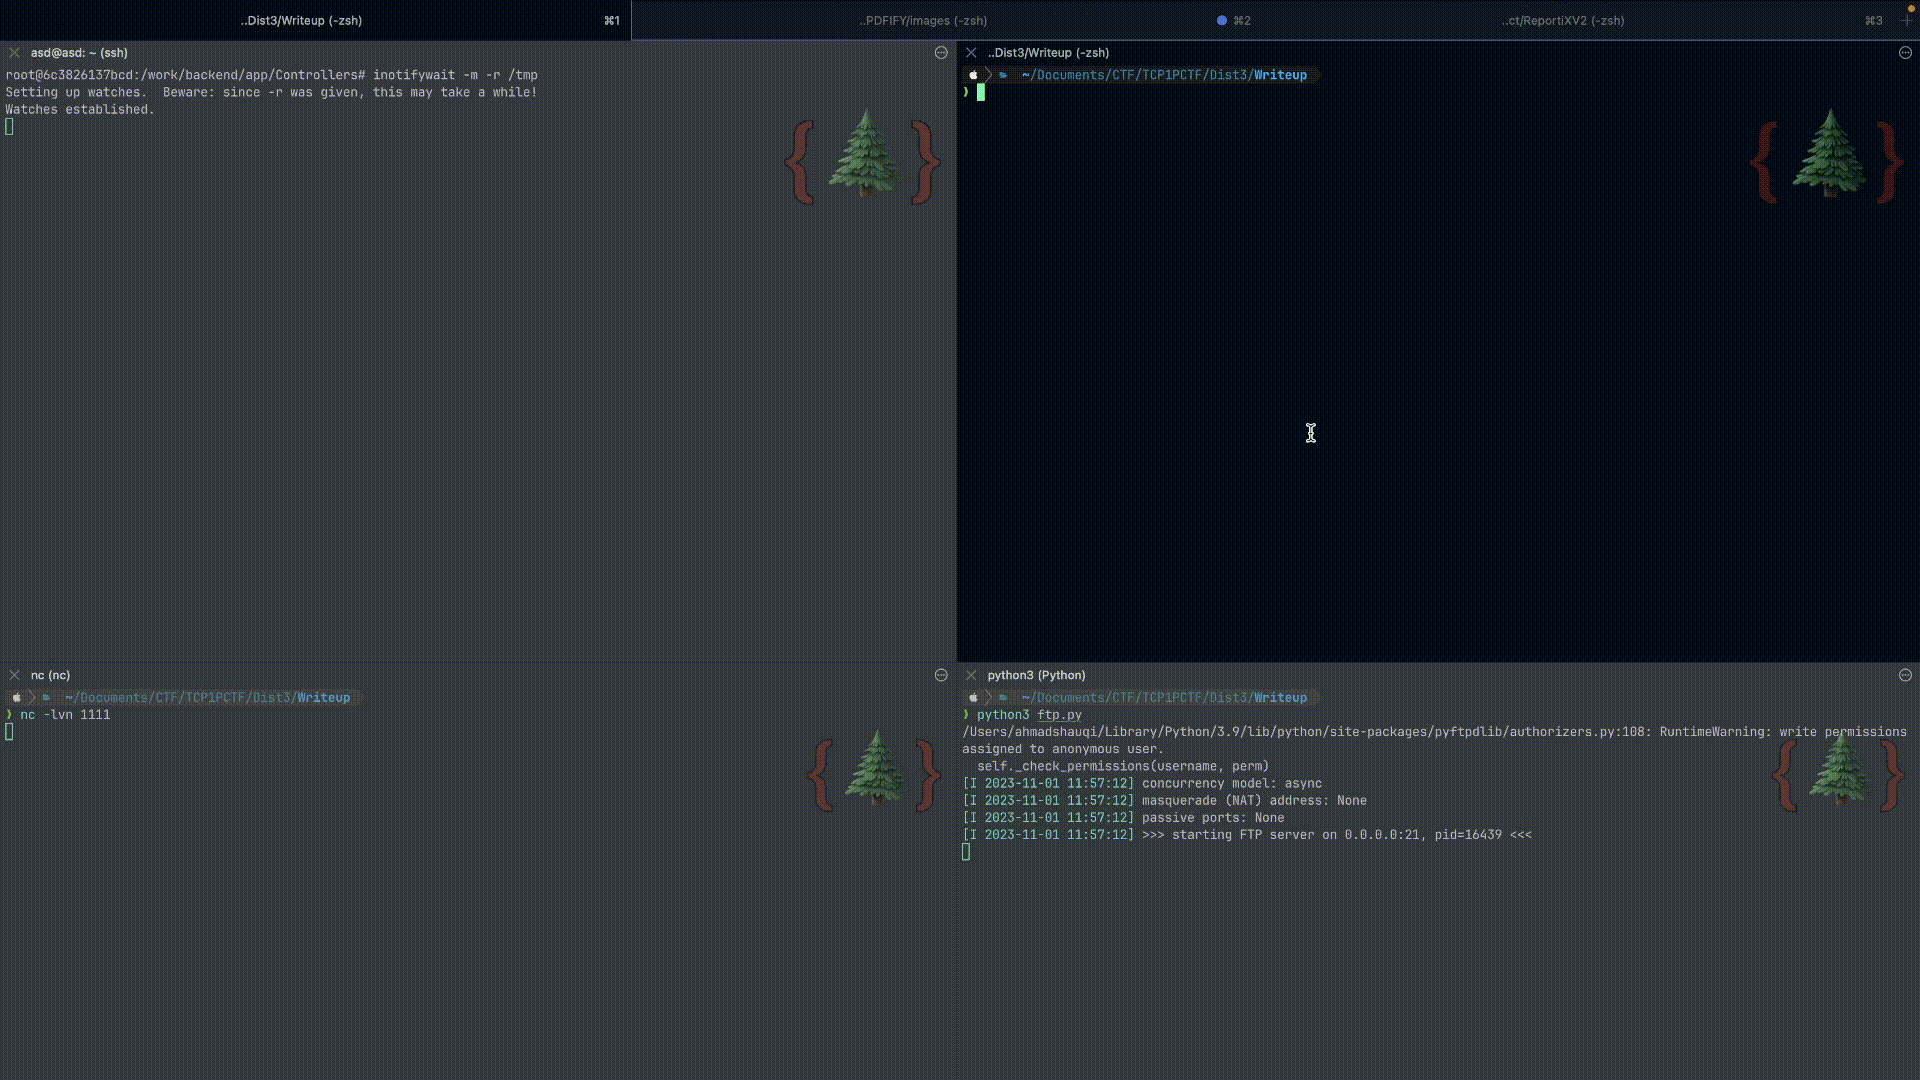 ..Dist3/Writeup (-zsh) ⌘1 ..PDFIFY/images (-zsh) ⌘2 ..ct/ReportiXV2 (-zsh) ⌘3
asd@asd: ~ (ssh)
root@6c3826137bcd:/work/backend/app/Controllers# inotifywait -m -r /tmp
Setting up watches.  Beware: since -r was given, this may take a while!
Watches established.
{ }
..Dist3/Writeup (-zsh)
~/Documents/CTF/TCP1PCTF/Dist3/Writeup
❯
{ }
nc (nc)
~/Documents/CTF/TCP1PCTF/Dist3/Writeup
❯ nc -lvn 1111
{ }
python3 (Python)
~/Documents/CTF/TCP1PCTF/Dist3/Writeup
❯ python3 ftp.py
/Users/ahmadshauqi/Library/Python/3.9/lib/python/site-packages/pyftpdlib/authorizers.py:108: RuntimeWarning: write permissions
assigned to anonymous user.
self._check_permissions(username, perm)
[I 2023-11-01 11:57:12] concurrency model: async
[I 2023-11-01 11:57:12] masquerade (NAT) address: None
[I 2023-11-01 11:57:12] passive ports: None
[I 2023-11-01 11:57:12] >>> starting FTP server on 0.0.0.0:21, pid=16439 <<<
{ }